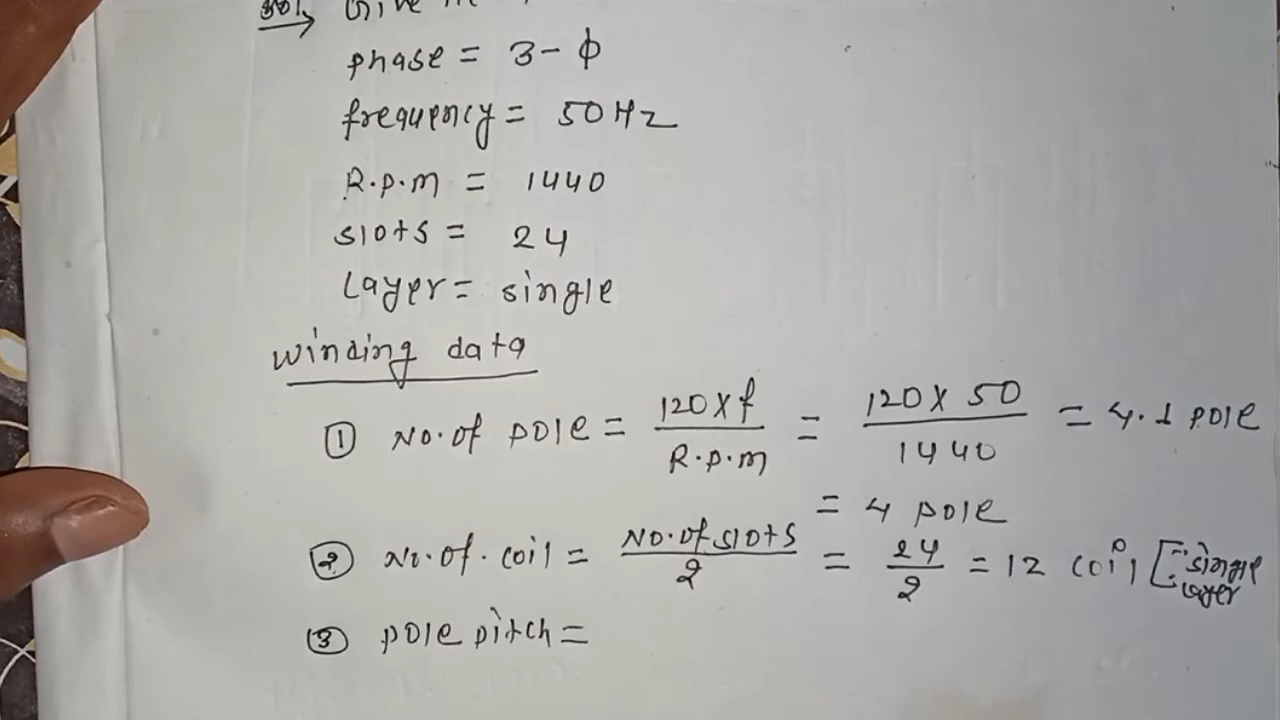 phase = 3-ϕ
frequency = 50Hz
R.p.m = 1440
slots = 24
Layer = single
Winding data
① No. of pole = 120 X f / R.p.m = 120 X 50 / 1440 = 4.1 pole
= 4 pole
② No. of. coil = No. of slots / 2 = 24 / 2 = 12 coil [∵ single layer
③ pole pitch =